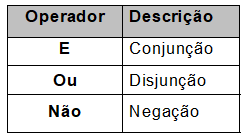 Operador Descrição
E Conjunção
Ou Disjunção
Não Negação